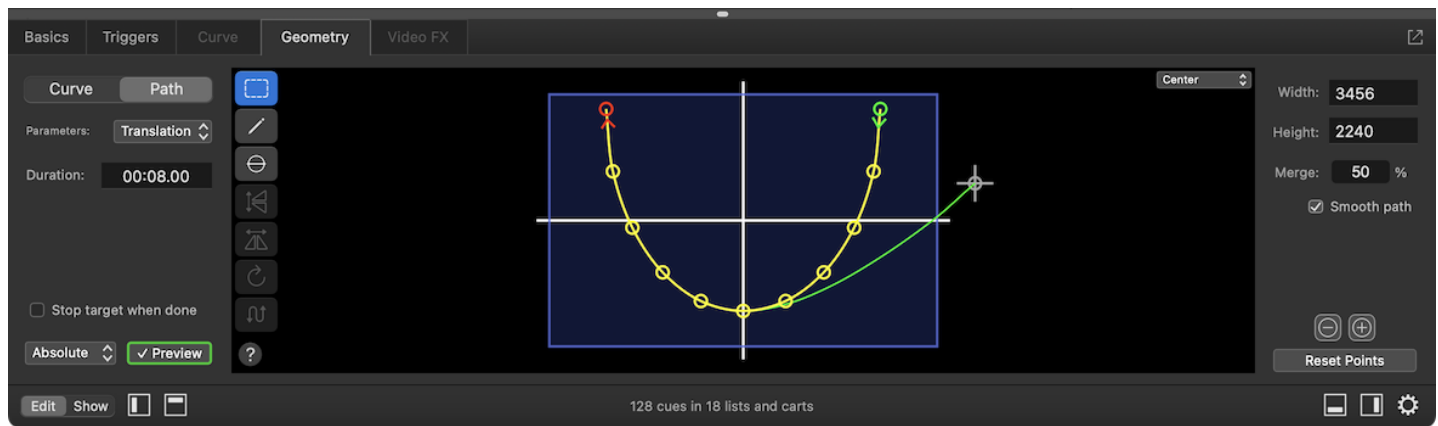 Basics Triggers Curve Geometry Video FX
Curve Path
Parameters: Translation
Duration: 00:08.00
Stop target when done
Absolute ✓ Preview
?
Center
Width: 3456
Height: 2240
Merge: 50 %
Smooth path
Reset Points
Edit Show
128 cues in 18 lists and carts